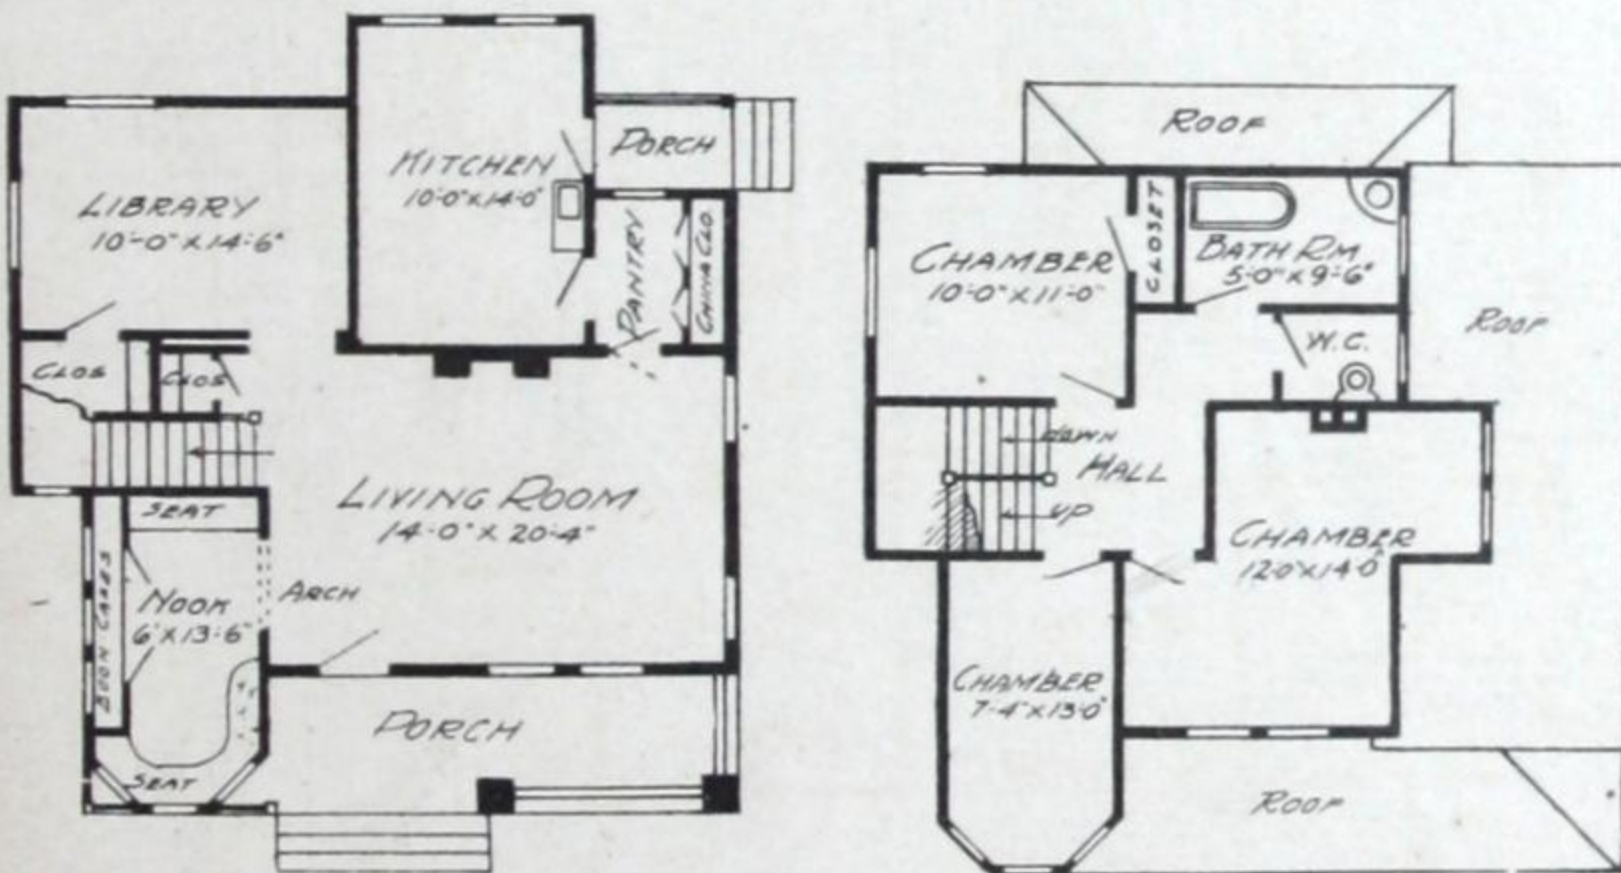 LIBRARY
10'-0" X 14'-6"
KITCHEN
10'-0" X 14'-0"
PORCH
PANTRY
CHINA CLO.
CLOS
CLOS
SEAT
BOOK CASES
NOOK
6' X 13'-6"
SEAT
ARCH
LIVING ROOM
14'-0" X 20'-4"
PORCH
ROOF
CHAMBER
10'-0" X 11'-0"
CLOSET
BATH RM
5'-0" X 9'-6"
W.C.
ROOF
DOWN
HALL
UP
CHAMBER
12'-0" X 14'-0"
CHAMBER
7'-4" X 13'-0"
ROOF